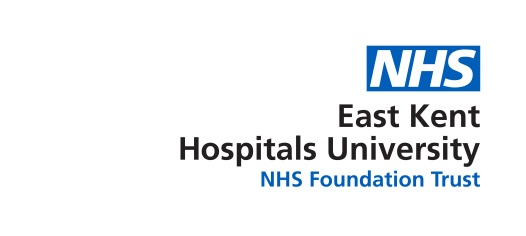 NHS
East Kent
Hospitals University
NHS Foundation Trust